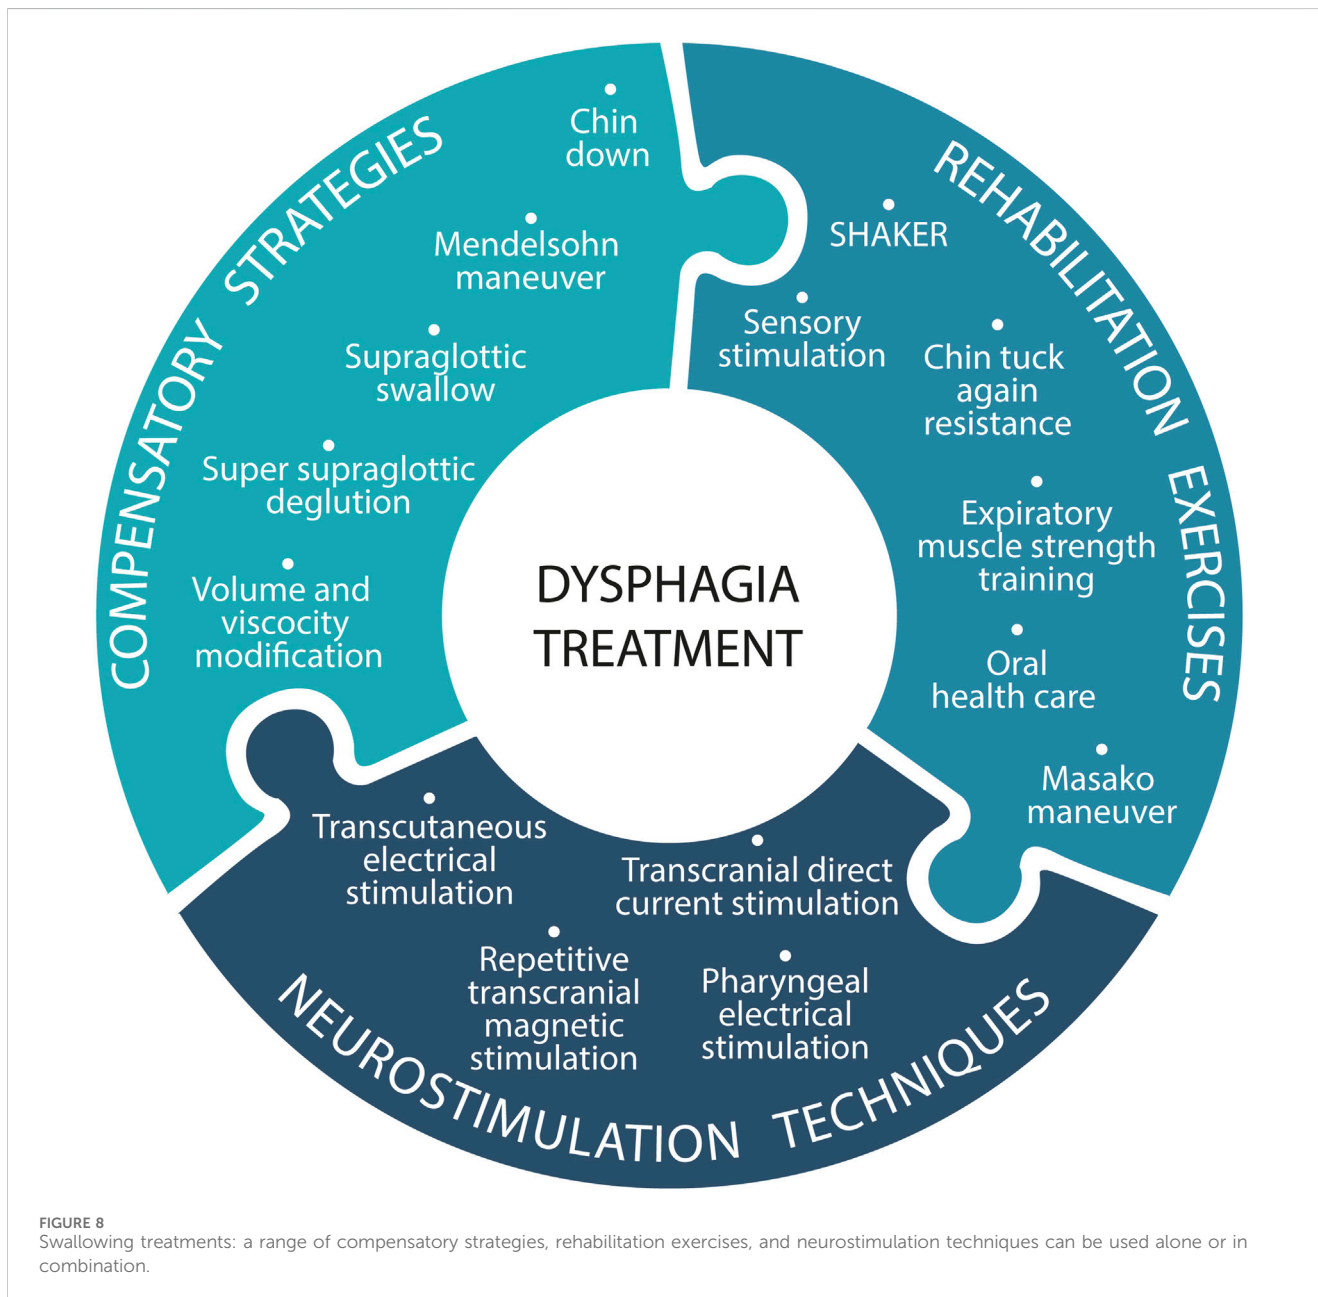 COMPENSATORY STRATEGIES
Chin
down
Mendelsohn
maneuver
Supraglottic
swallow
Super supraglottic
deglution
Volume and
viscocity
modification
REHABILITATION EXERCISES
SHAKER
Sensory
stimulation
Chin tuck
again
resistance
Expiratory
muscle strength
training
Oral
health care
Masako
maneuver
DYSPHAGIA
TREATMENT
Transcutaneous
electrical
stimulation
Transcranial direct
current stimulation
Repetitive
transcranial
magnetic
stimulation
Pharyngeal
electrical
stimulation
NEUROSTIMULATION TECHNIQUES
FIGURE 8
Swallowing treatments: a range of compensatory strategies, rehabilitation exercises, and neurostimulation techniques can be used alone or in
combination.